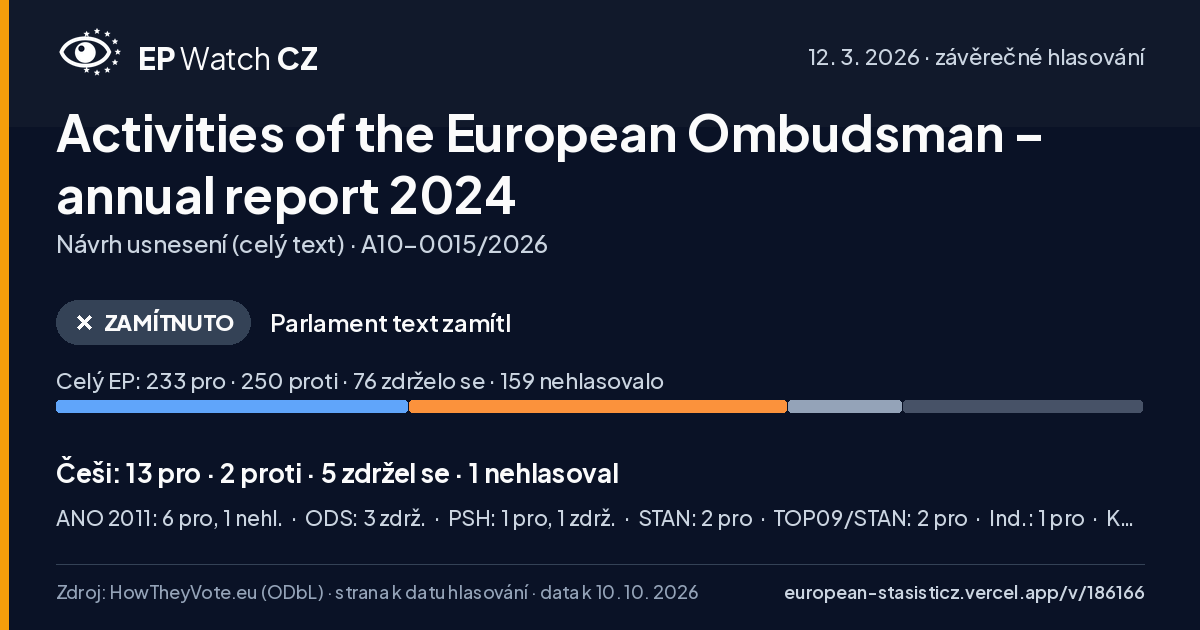 EP Watch CZ
12. 3. 2026 · závěrečné hlasování
Activities of the European Ombudsman –
annual report 2024
Návrh usnesení (celý text) · A10-0015/2026
✕ ZAMÍTNUTO
Parlament text zamítl
Celý EP: 233 pro · 250 proti · 76 zdrželo se · 159 nehlasovalo
Češi: 13 pro · 2 proti · 5 zdržel se · 1 nehlasoval
ANO 2011: 6 pro, 1 nehl. · ODS: 3 zdrž. · PSH: 1 pro, 1 zdrž. · STAN: 2 pro · TOP09/STAN: 2 pro · Ind.: 1 pro · K…
Zdroj: HowTheyVote.eu (ODbL) · strana k datu hlasování · data k 10. 10. 2026
european-stasisticz.vercel.app/v/186166